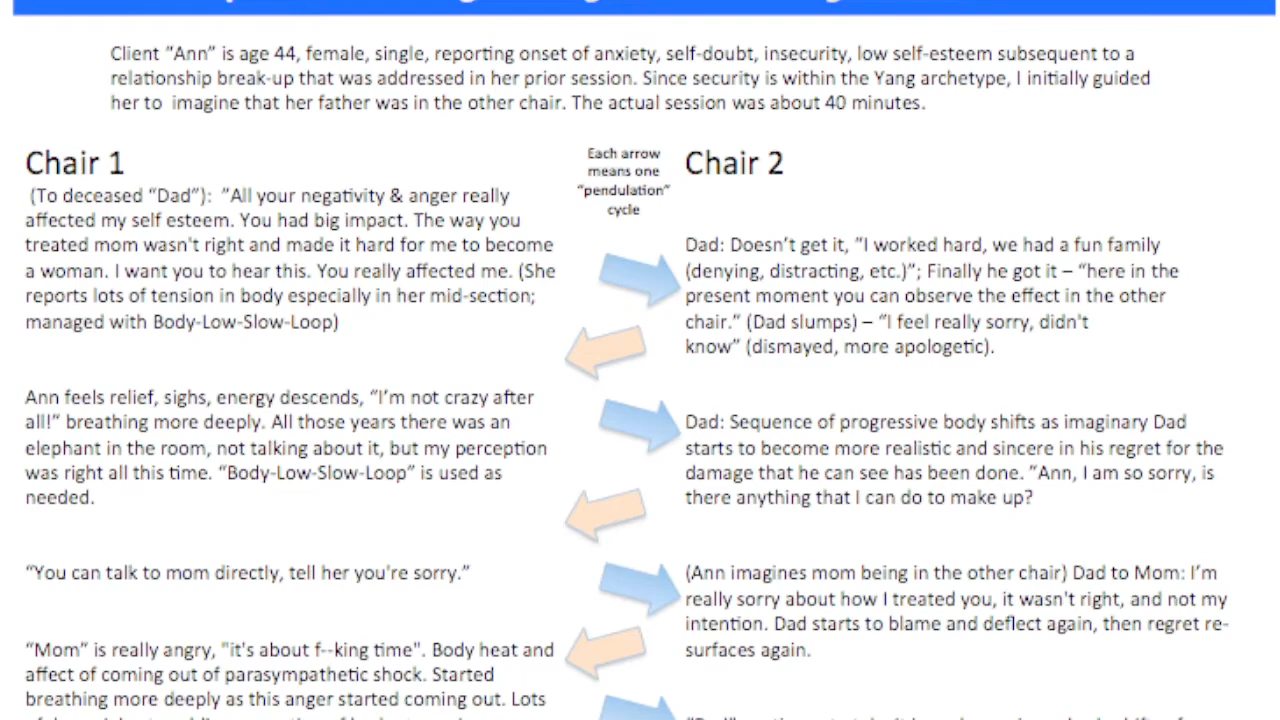 Client “Ann” is age 44, female, single, reporting onset of anxiety, self-doubt, insecurity, low self-esteem subsequent to a
relationship break-up that was addressed in her prior session. Since security is within the Yang archetype, I initially guided
her to imagine that her father was in the other chair. The actual session was about 40 minutes.
Chair 1
(To deceased “Dad”): ”All your negativity & anger really
affected my self esteem. You had big impact. The way you
treated mom wasn't right and made it hard for me to become
a woman. I want you to hear this. You really affected me. (She
reports lots of tension in body especially in her mid-section;
managed with Body-Low-Slow-Loop)
Ann feels relief, sighs, energy descends, “I’m not crazy after
all!” breathing more deeply. All those years there was an
elephant in the room, not talking about it, but my perception
was right all this time. “Body-Low-Slow-Loop” is used as
needed.
“You can talk to mom directly, tell her you're sorry.”
“Mom” is really angry, "it's about f--king time". Body heat and
affect of coming out of parasympathetic shock. Started
breathing more deeply as this anger started coming out. Lots
Each arrow
means one
“pendulation”
cycle
Chair 2
Dad: Doesn’t get it, ”I worked hard, we had a fun family
(denying, distracting, etc.)”; Finally he got it – “here in the
present moment you can observe the effect in the other
chair.” (Dad slumps) – “I feel really sorry, didn't
know” (dismayed, more apologetic).
Dad: Sequence of progressive body shifts as imaginary Dad
starts to become more realistic and sincere in his regret for the
damage that he can see has been done. “Ann, I am so sorry, is
there anything that I can do to make up?
(Ann imagines mom being in the other chair) Dad to Mom: I’m
really sorry about how I treated you, it wasn't right, and not my
intention. Dad starts to blame and deflect again, then regret re-
surfaces again.